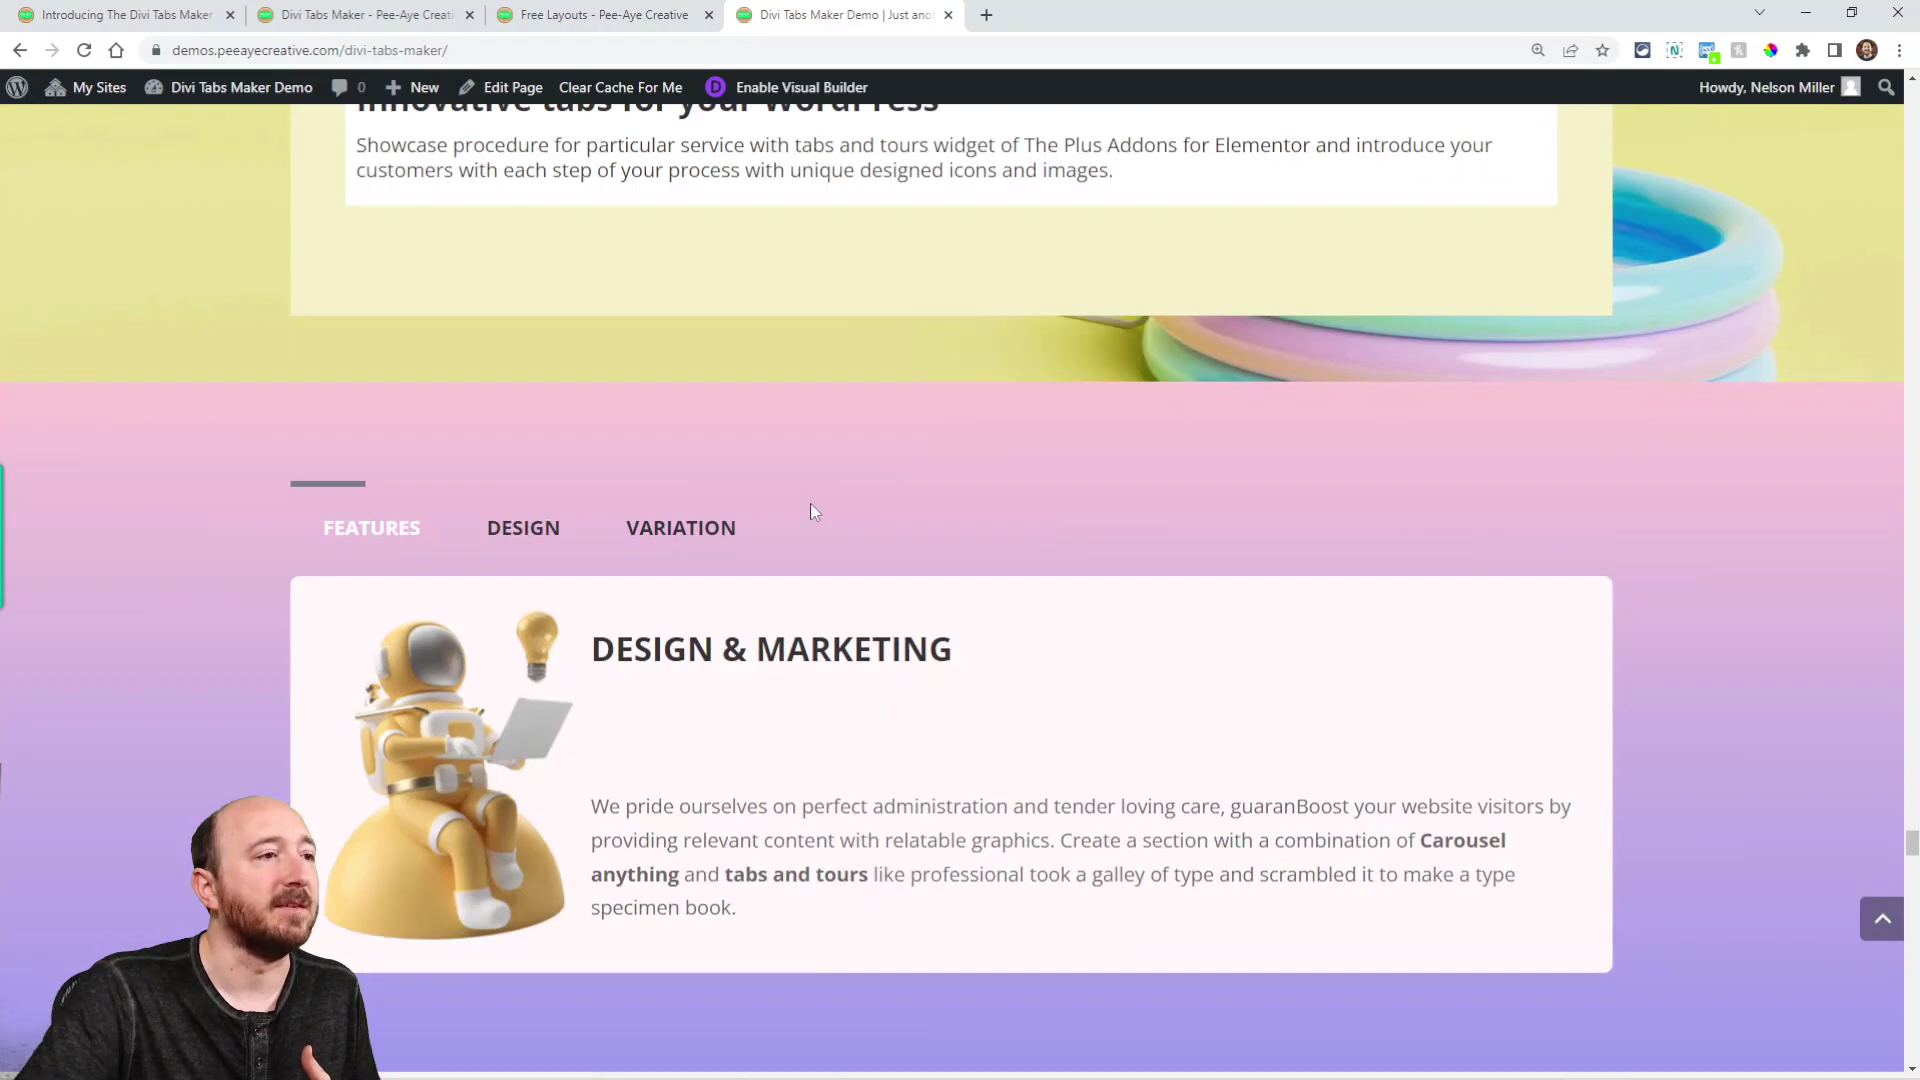 Introducing The Divi Tabs Maker
Divi Tabs Maker - Pee-Aye Creati
Free Layouts - Pee-Aye Creative
Divi Tabs Maker Demo | Just ano
demos.peeayecreative.com/divi-tabs-maker/
My Sites
Divi Tabs Maker Demo
0
New
Edit Page
Clear Cache For Me
D
Enable Visual Builder
Howdy, Nelson Miller
Innovative tabs for your WordPress
Showcase procedure for particular service with tabs and tours widget of The Plus Addons for Elementor and introduce your
customers with each step of your process with unique designed icons and images.
FEATURES
DESIGN
VARIATION
DESIGN & MARKETING
We pride ourselves on perfect administration and tender loving care, guaranBoost your website visitors by
providing relevant content with relatable graphics. Create a section with a combination of Carousel
anything and tabs and tours like professional took a galley of type and scrambled it to make a type
specimen book.